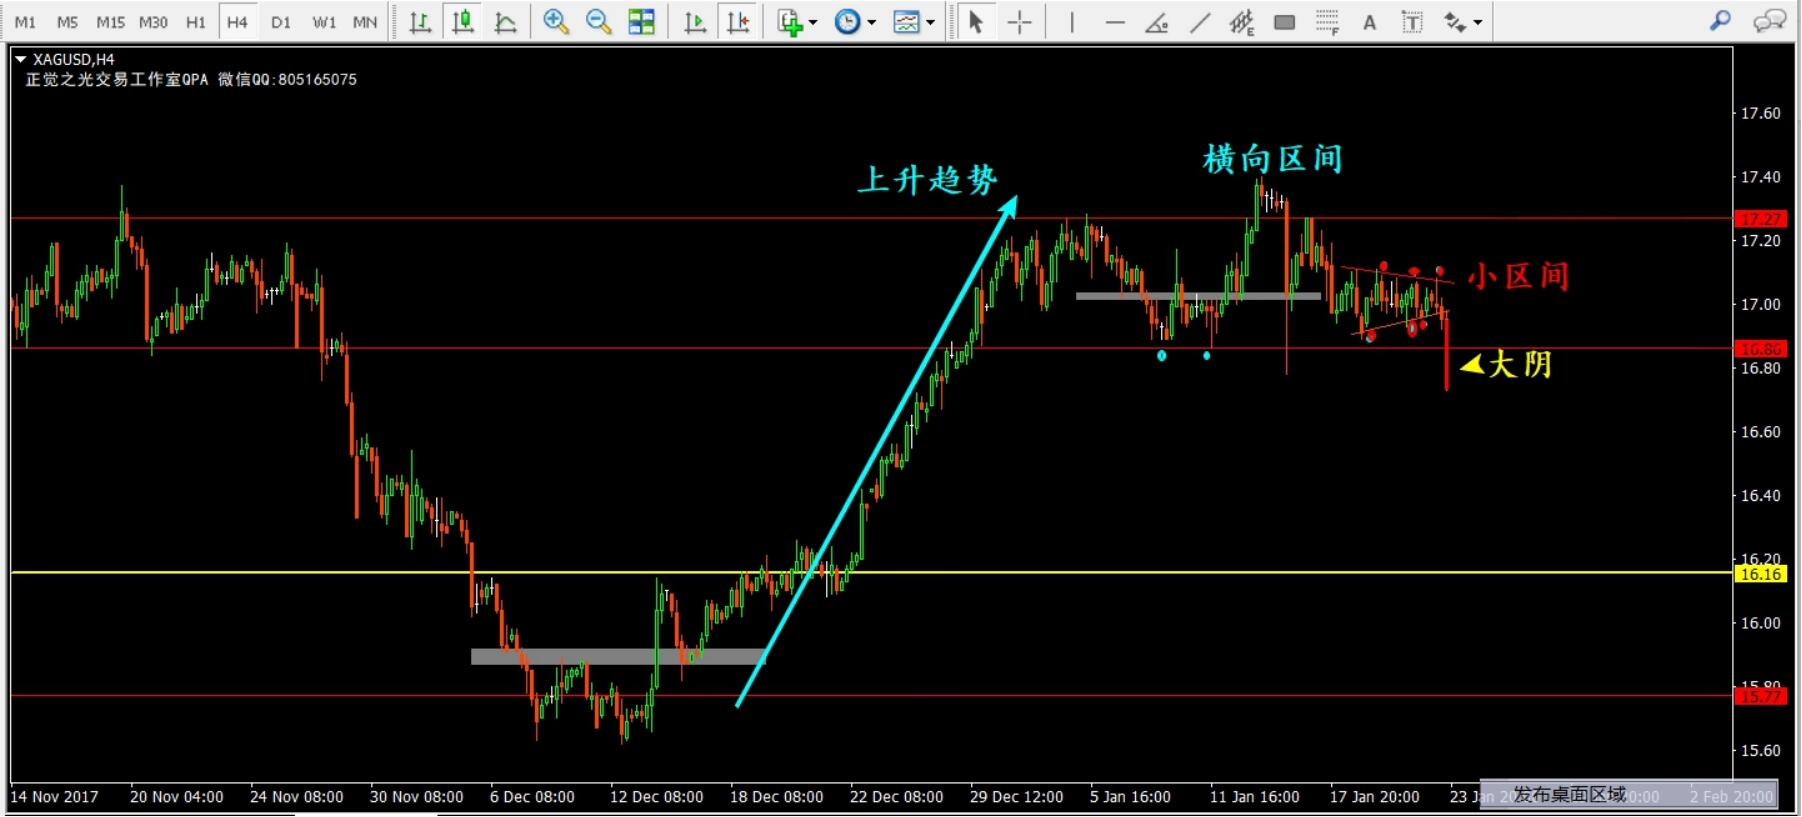 M1 M5 M15 M30 H1 H4 D1 W1 MN E F A T
XAGUSD,H4
正觉之光交易工作室QPA 微信QQ:805165075
17.60
横向区间
上升趋势
17.40
17.27
17.20
小区间
17.00
16.86
大阴
16.80
16.60
16.40
16.20
16.16
16.00
15.80
15.77
15.60
14 Nov 2017 20 Nov 04:00 24 Nov 08:00 30 Nov 08:00 6 Dec 08:00 12 Dec 08:00 18 Dec 08:00 22 Dec 08:00 29 Dec 12:00 5 Jan 16:00 11 Jan 16:00 17 Jan 20:00 23 Jan 2 Feb 20:00
发布桌面区域